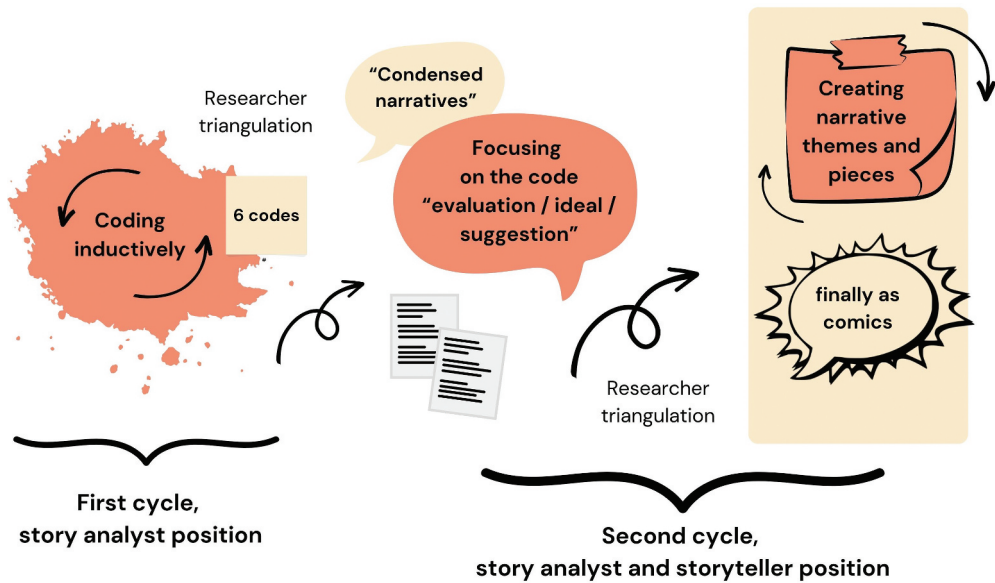 Researcher
triangulation
Coding
inductively
6 codes
“Condensed
narratives”
Focusing
on the code
“evaluation / ideal /
suggestion”
Researcher
triangulation
Creating
narrative
themes and
pieces
finally as
comics
First cycle,
story analyst position
Second cycle,
story analyst and storyteller position